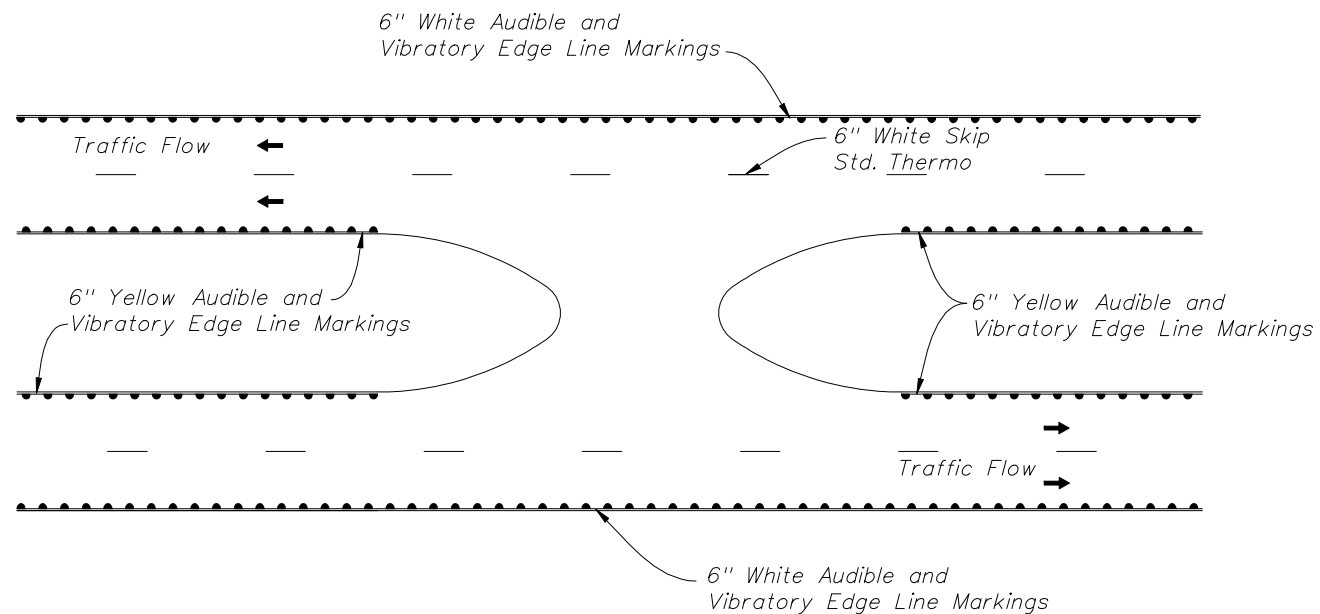 6" White Audible and
Vibratory Edge Line Markings
Traffic Flow
6" White Skip
Std. Thermo
6" Yellow Audible and
Vibratory Edge Line Markings
6" Yellow Audible and
Vibratory Edge Line Markings
Traffic Flow
6" White Audible and
Vibratory Edge Line Markings